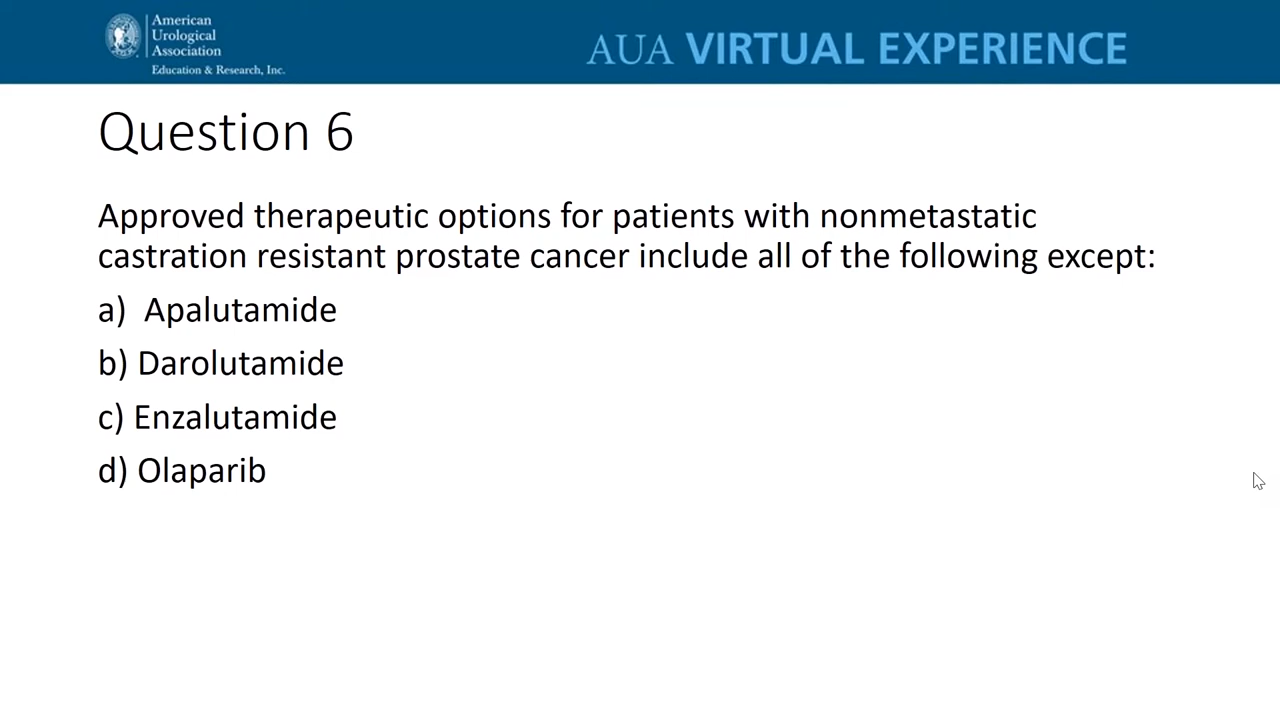 American
Urological
Association
Education & Research, Inc.
AUA VIRTUAL EXPERIENCE
Question 6
Approved therapeutic options for patients with nonmetastatic
castration resistant prostate cancer include all of the following except:
a) Apalutamide
b) Darolutamide
c) Enzalutamide
d) Olaparib